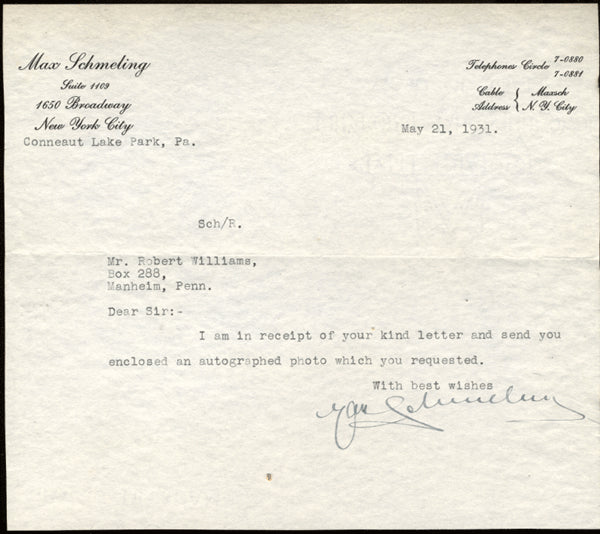 Max Schmeling
Suite 1109
1650 Broadway
New York City
Telephones Circle 7-0880
7-0881
Cable Address { Maxsch
N. Y. City
Conneaut Lake Park, Pa.
May 21, 1931.
Sch/R.
Mr. Robert Williams,
Box 288,
Manheim, Penn.
Dear Sir:-
I am in receipt of your kind letter and send you
enclosed an autographed photo which you requested.
With best wishes
Max Schmeling